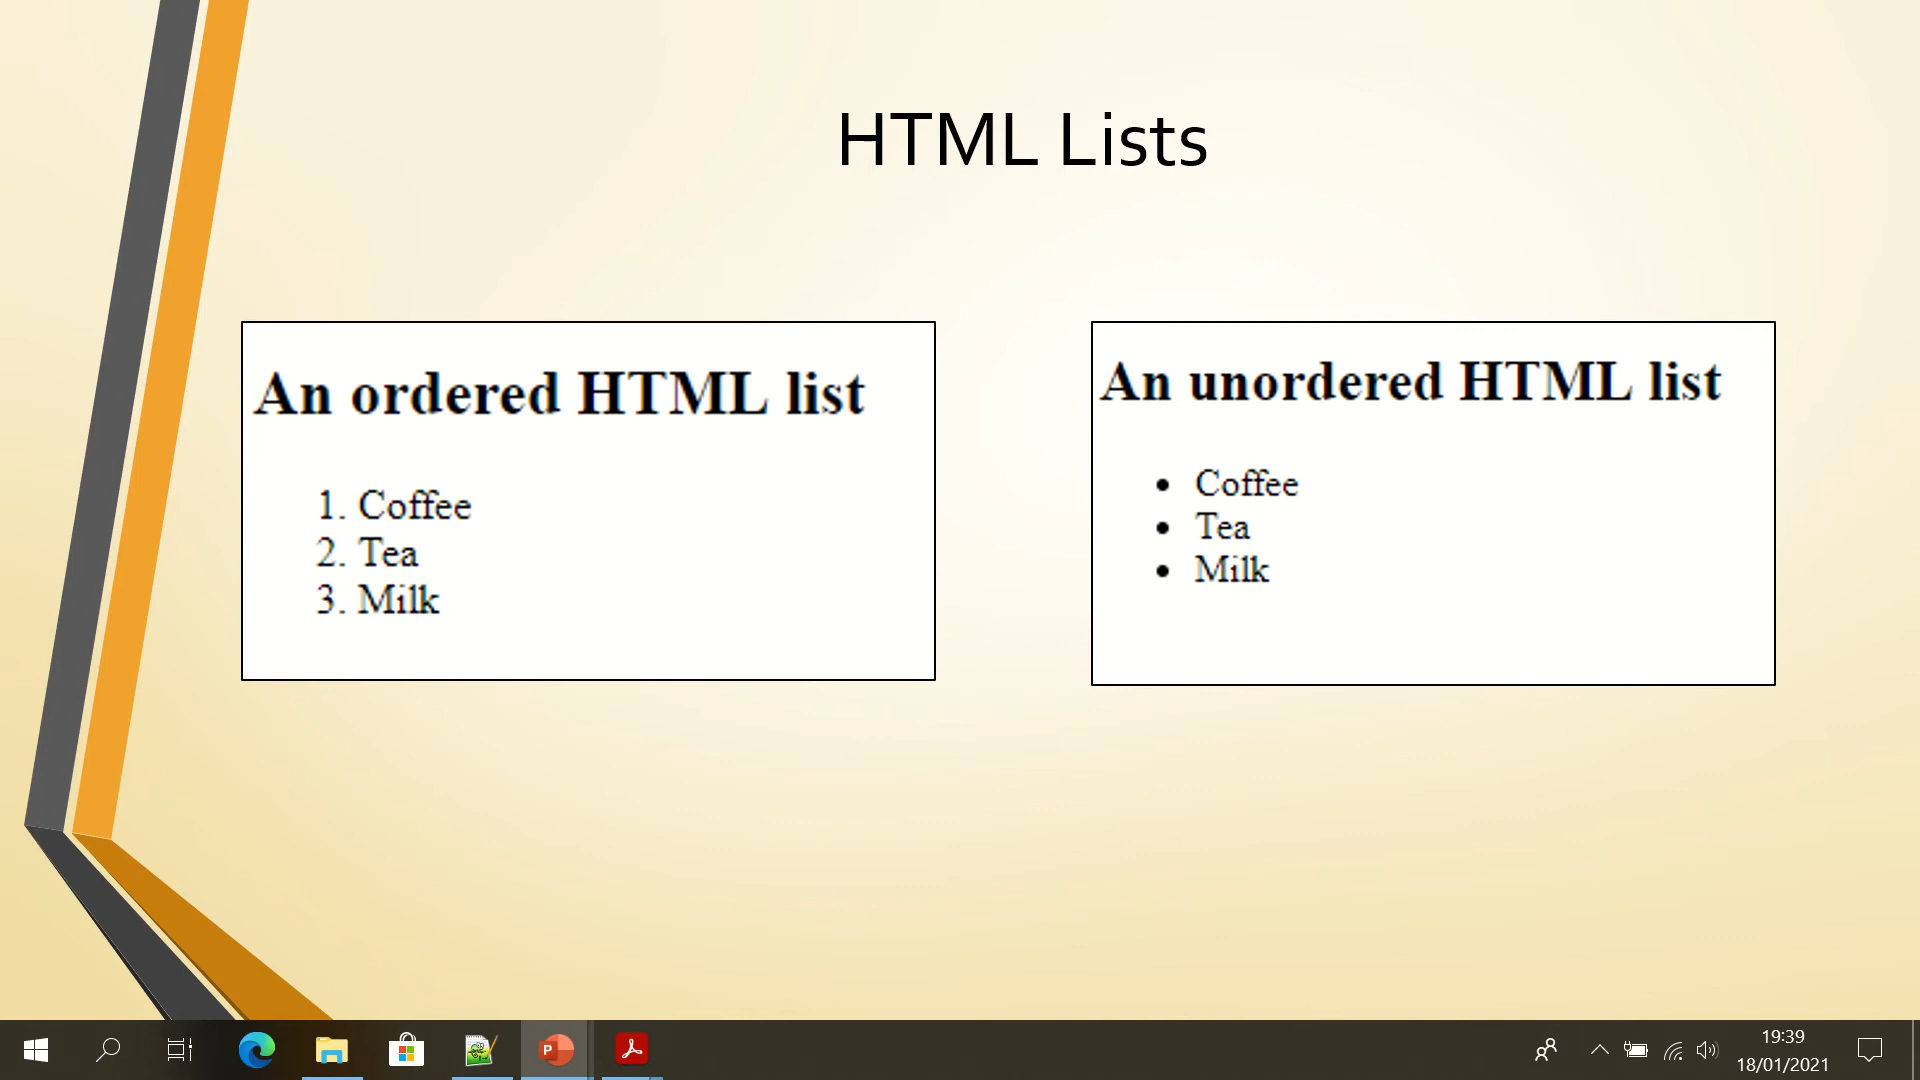 HTML Lists
An ordered HTML list
1. Coffee
2. Tea
3. Milk
An unordered HTML list
• Coffee
• Tea
• Milk
19:39
18/01/2021